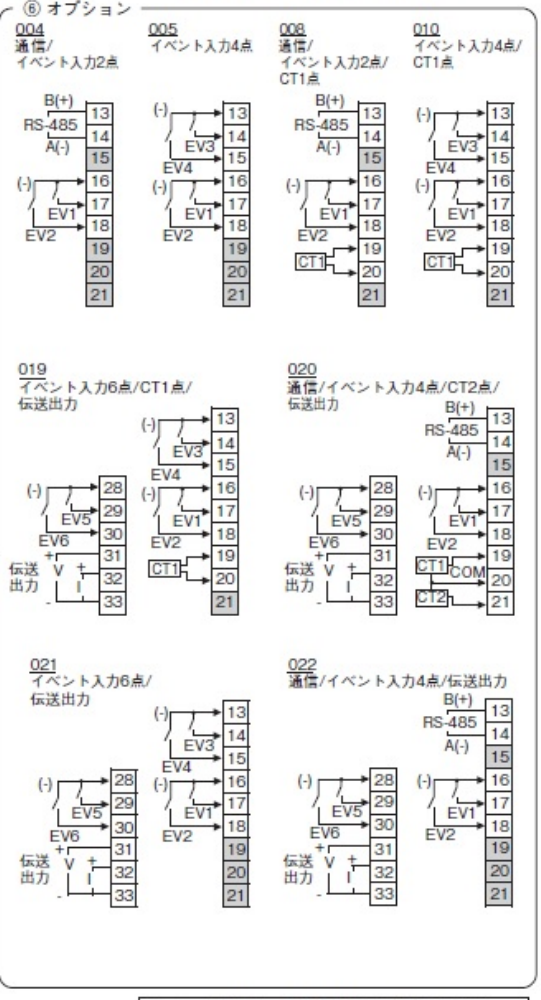 ⑥ オプション
004
通信/
イベント入力2点
B(+)
RS-485
A(-)
13
14
15
(-)
16
17
EV1
18
EV2
19
20
21
005
イベント入力4点
(-)
13
14
EV3
15
EV4
(-)
16
17
EV1
18
EV2
19
20
21
008
通信/
イベント入力2点/
CT1点
B(+)
RS-485
A(-)
13
14
15
(-)
16
17
EV1
18
EV2
19
CT1
20
21
010
イベント入力4点/
CT1点
(-)
13
14
EV3
15
EV4
(-)
16
17
EV1
18
EV2
19
CT1
20
21
019
イベント入力6点/CT1点/
伝送出力
(-)
28
29
EV5
30
EV6
伝送
出力
+
V
+
I
-
31
32
33
(-)
13
14
EV3
15
EV4
(-)
16
17
EV1
18
EV2
19
CT1
20
21
020
通信/イベント入力4点/CT2点/
伝送出力
(-)
28
29
EV5
30
EV6
伝送
出力
+
V
+
I
-
31
32
33
B(+)
RS-485
A(-)
13
14
15
(-)
16
17
EV1
18
EV2
19
CT1
COM
20
CT2
21
021
イベント入力6点/
伝送出力
(-)
28
29
EV5
30
EV6
伝送
出力
+
V
+
I
-
31
32
33
(-)
13
14
EV3
15
EV4
(-)
16
17
EV1
18
EV2
19
20
21
022
通信/イベント入力4点/伝送出力
(-)
28
29
EV5
30
EV6
伝送
出力
+
V
+
I
-
31
32
33
B(+)
RS-485
A(-)
13
14
15
(-)
16
17
EV1
18
EV2
19
20
21